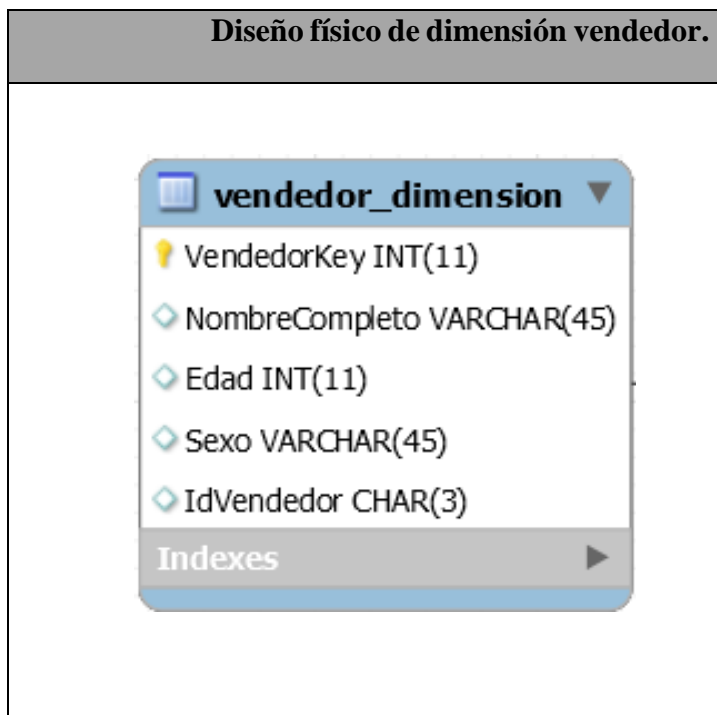 Diseño físico de dimensión vendedor.
vendedor_dimension
VendedorKey INT(11)
NombreCompleto VARCHAR(45)
Edad INT(11)
Sexo VARCHAR(45)
IdVendedor CHAR(3)
Indexes